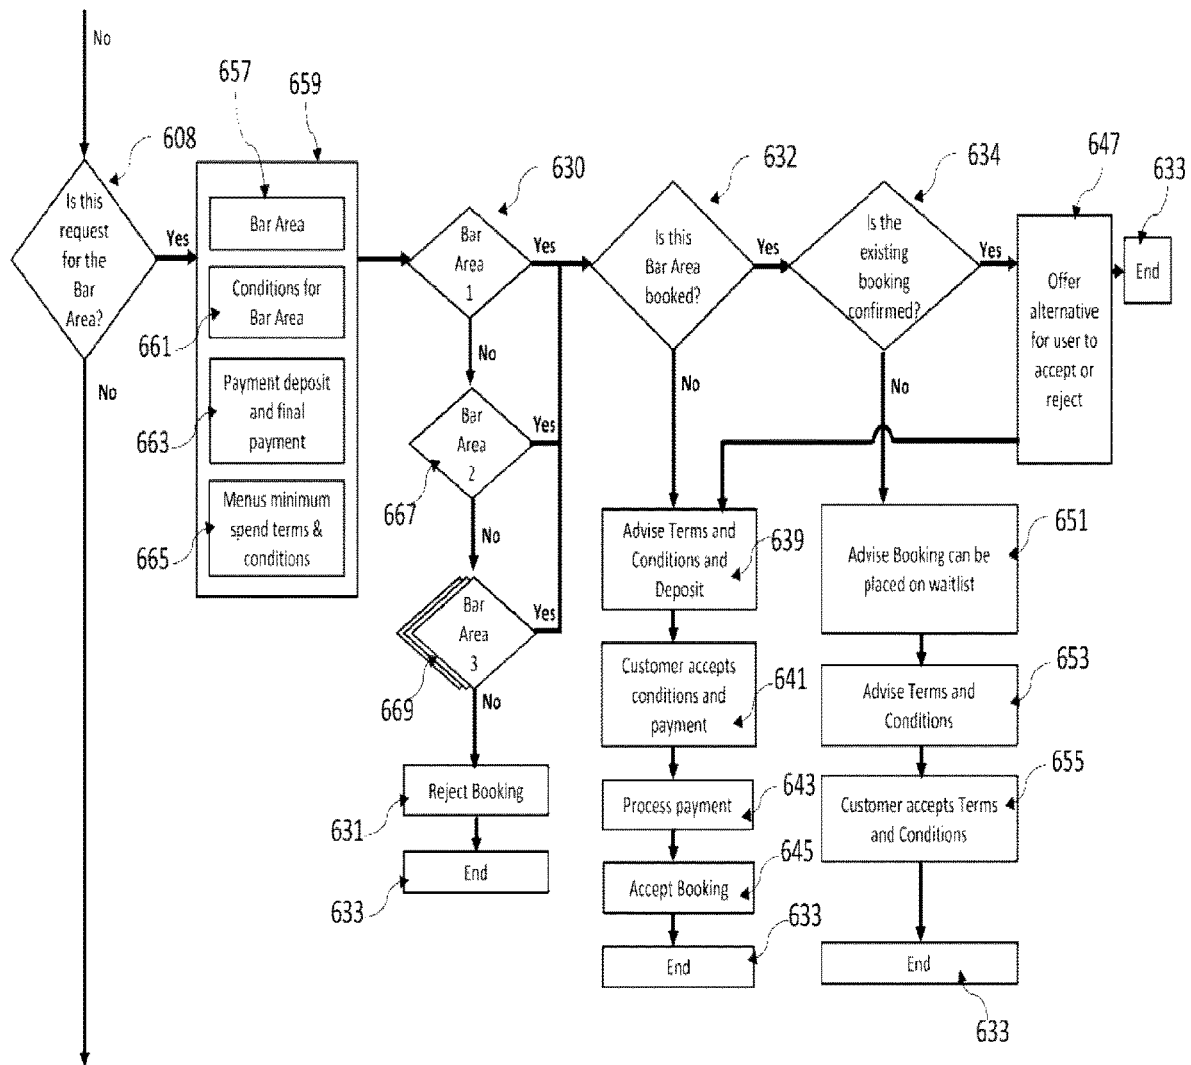 No
608
Is this
request
for the
Bar
Area?
Yes
No
657
659
Bar Area
Conditions for
Bar Area
661
Payment deposit
and final
payment
663
Menus minimum
spend terms &
conditions
665
630
Bar
Area
1
Yes
No
Bar
Area
2
Yes
667
No
Bar
Area
3
Yes
669
No
Reject Booking
631
End
633
632
Is this
Bar Area
booked?
Yes
No
634
Is the
existing
booking
confirmed?
Yes
No
647
Offer
alternative
for user to
accept or
reject
633
End
Advise Terms and
Conditions and
Deposit
639
Customer accepts
conditions and
payment
641
Process payment
643
Accept Booking
645
End
633
651
Advise Booking can be
placed on waitlist
653
Advise Terms and
Conditions
655
Customer accepts Terms
and Conditions
End
633